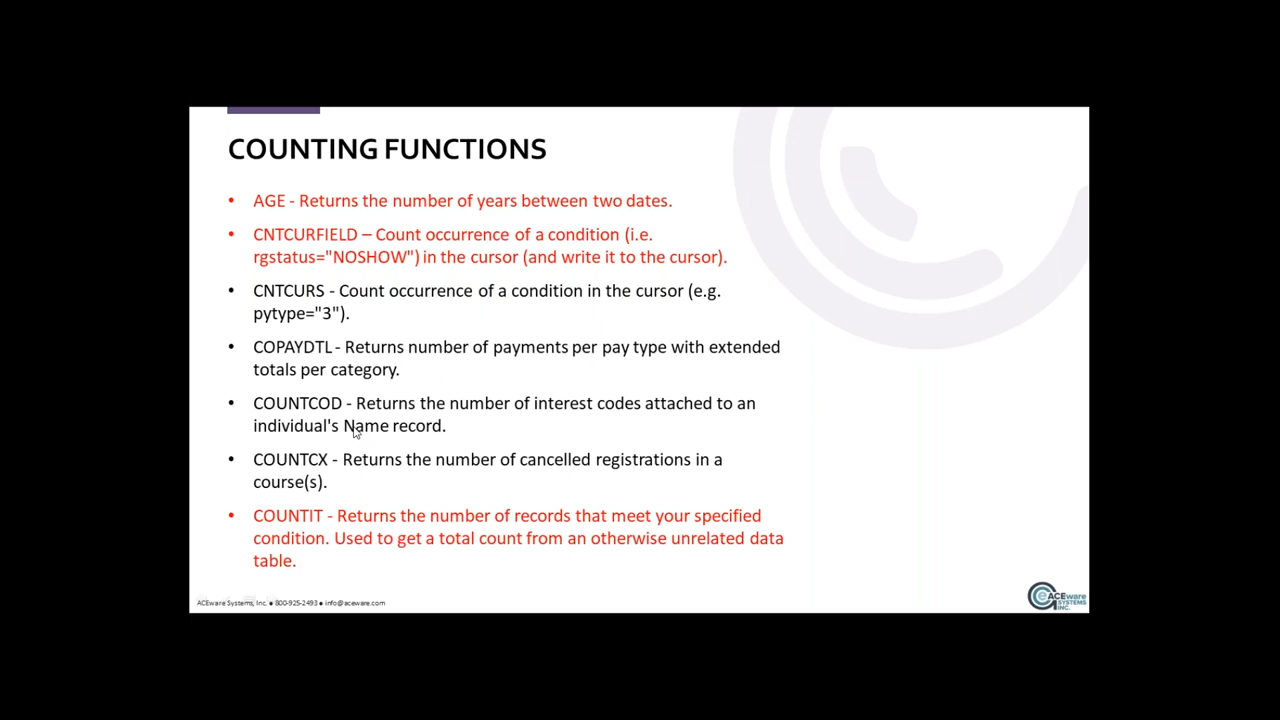 COUNTING FUNCTIONS
• AGE - Returns the number of years between two dates.
• CNTCURFIELD – Count occurrence of a condition (i.e.
rgstatus="NOSHOW") in the cursor (and write it to the cursor).
• CNTCURS - Count occurrence of a condition in the cursor (e.g.
pytype="3").
• COPAYDTL - Returns number of payments per pay type with extended
totals per category.
• COUNTCOD - Returns the number of interest codes attached to an
individual's Name record.
• COUNTCX - Returns the number of cancelled registrations in a
course(s).
• COUNTIT - Returns the number of records that meet your specified
condition. Used to get a total count from an otherwise unrelated data
table.
ACEware Systems, Inc. ● 800-925-2493 ● info@aceware.com
ACEware
SYSTEMS
INC.